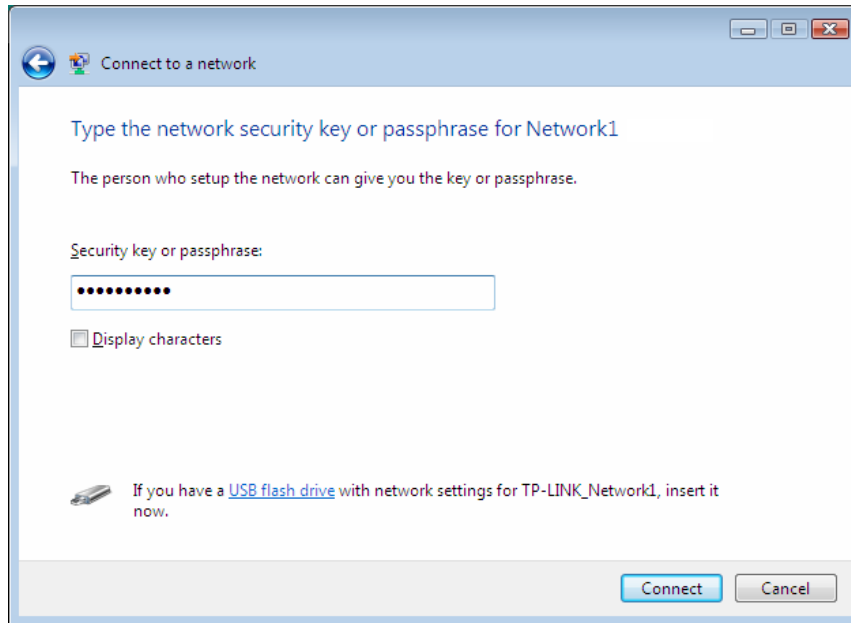 Connect to a network
Type the network security key or passphrase for Network1
The person who setup the network can give you the key or passphrase.
Security key or passphrase:
••••••••••
Display characters
If you have a USB flash drive with network settings for TP-LINK_Network1, insert it
now.
Connect Cancel